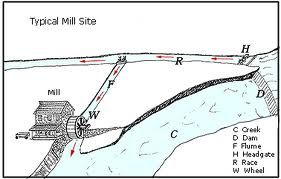 Typical Mill Site
H
R
F
Mill
W
D
C
C Creek
D Dam
F Flume
H Headgate
R Race
W Wheel